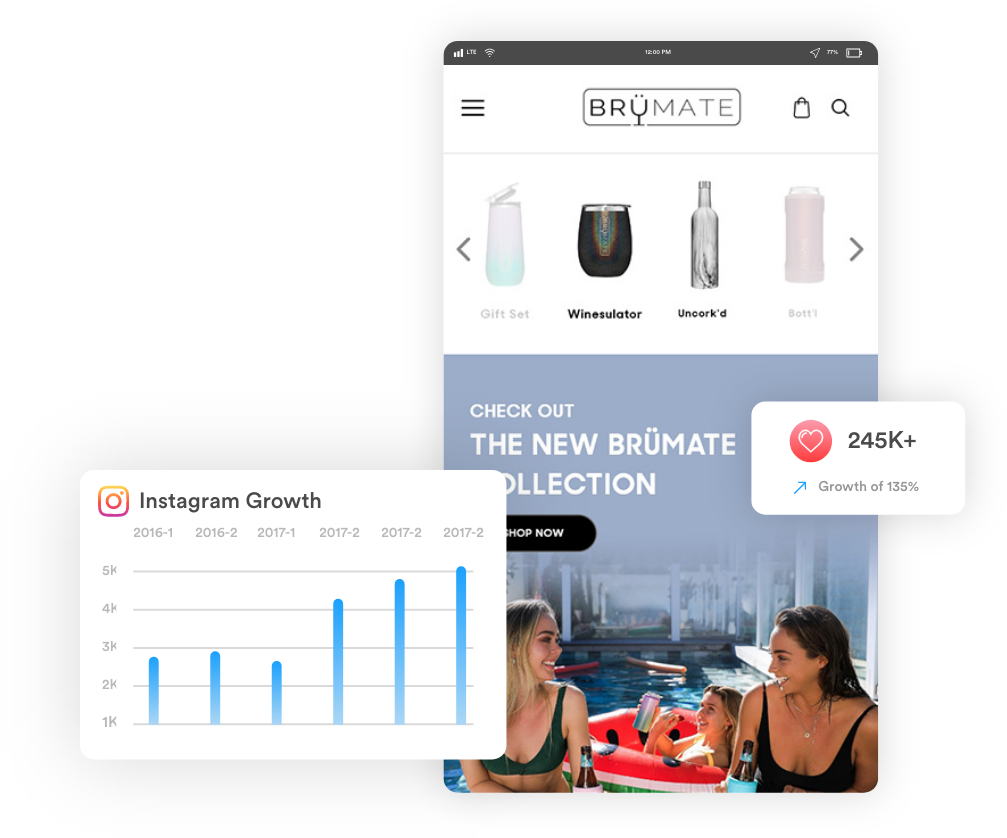 LTE
12:00 PM
77%
BRÜMATE
Gift Set
Winesulator
Uncork'd
Bott'l
CHECK OUT
THE NEW BRÜMATE
OLLECTION
SHOP NOW
245K+
Growth of 135%
Instagram Growth
2016-1 2016-2 2017-1 2017-2 2017-2 2017-2
5K
4K
3K
2K
1K